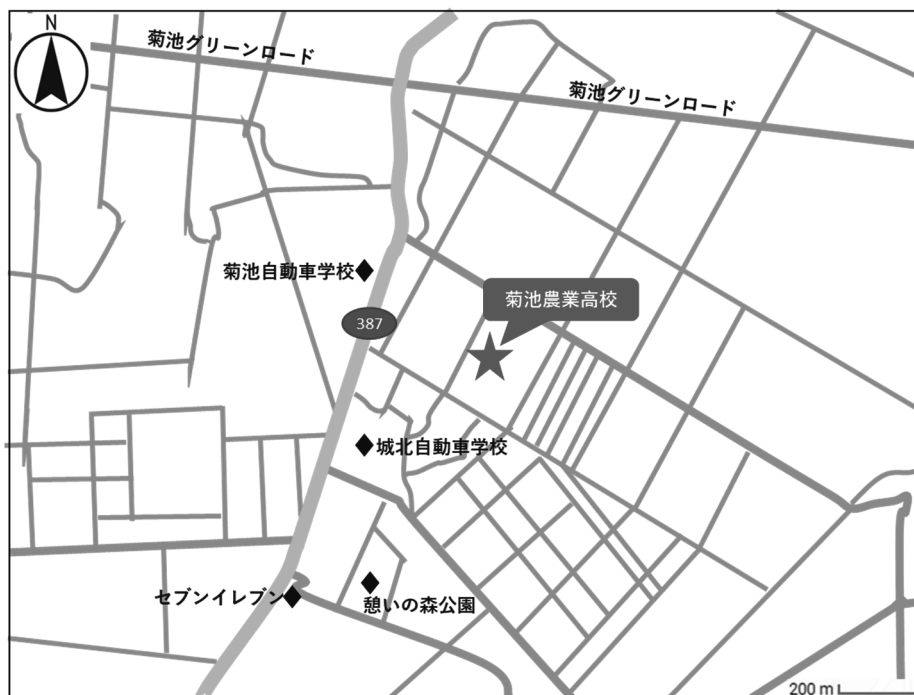 N
菊池グリーンロード
菊池グリーンロード
菊池自動車学校
菊池農業高校
387
城北自動車学校
セブンイレブン
憩いの森公園
200 m